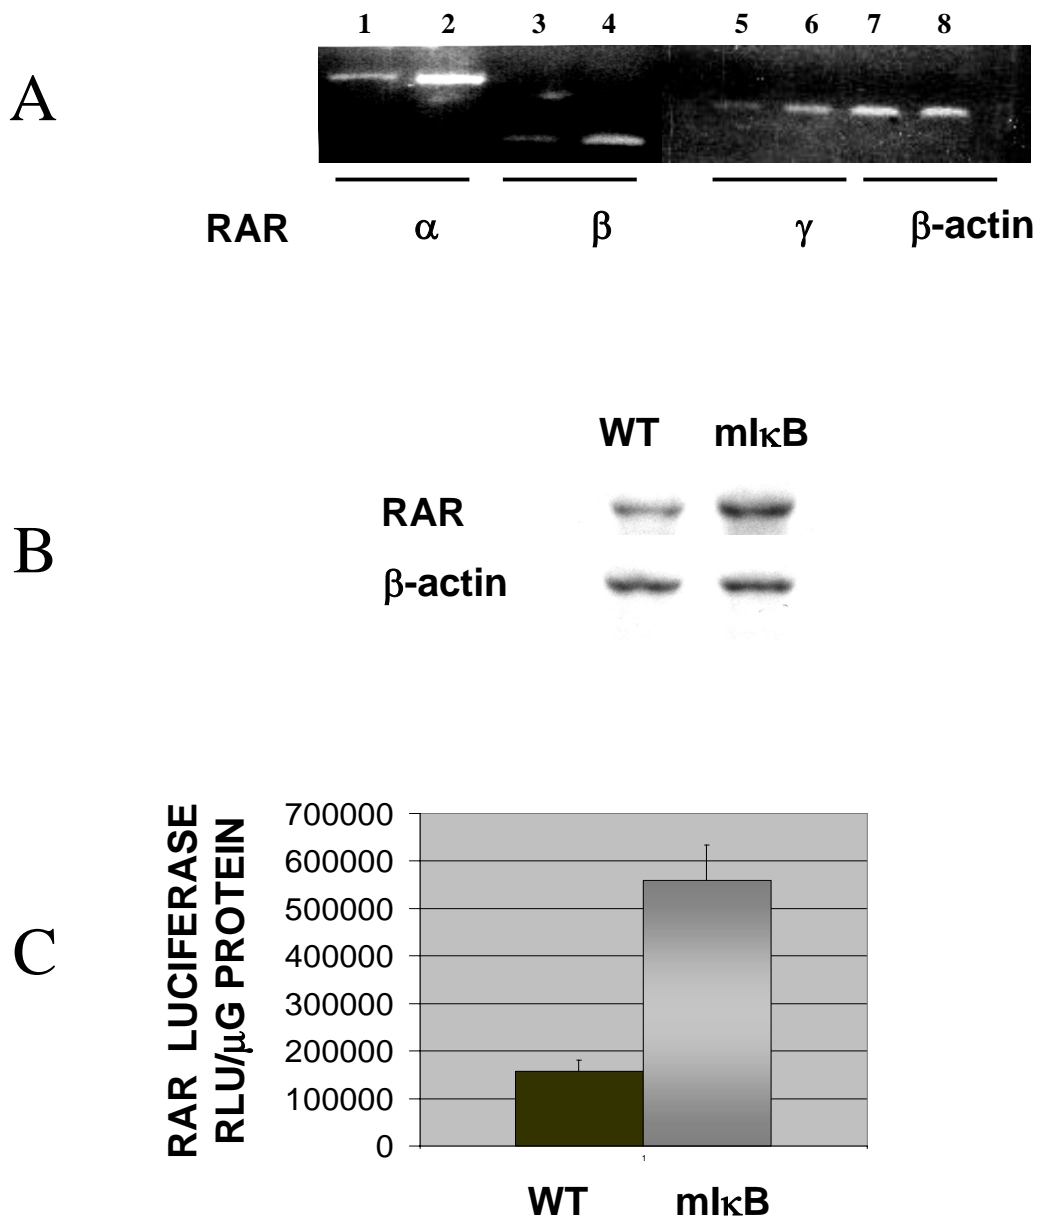 1 2 3 4 5 6 7 8
A
RAR α β γ β-actin
WT mIκB
RAR
B
β-actin
700000
600000
500000
400000
300000
200000
100000
0
C
RAR LUCIFERASE
RLU/μG PROTEIN
1
WT mIκB